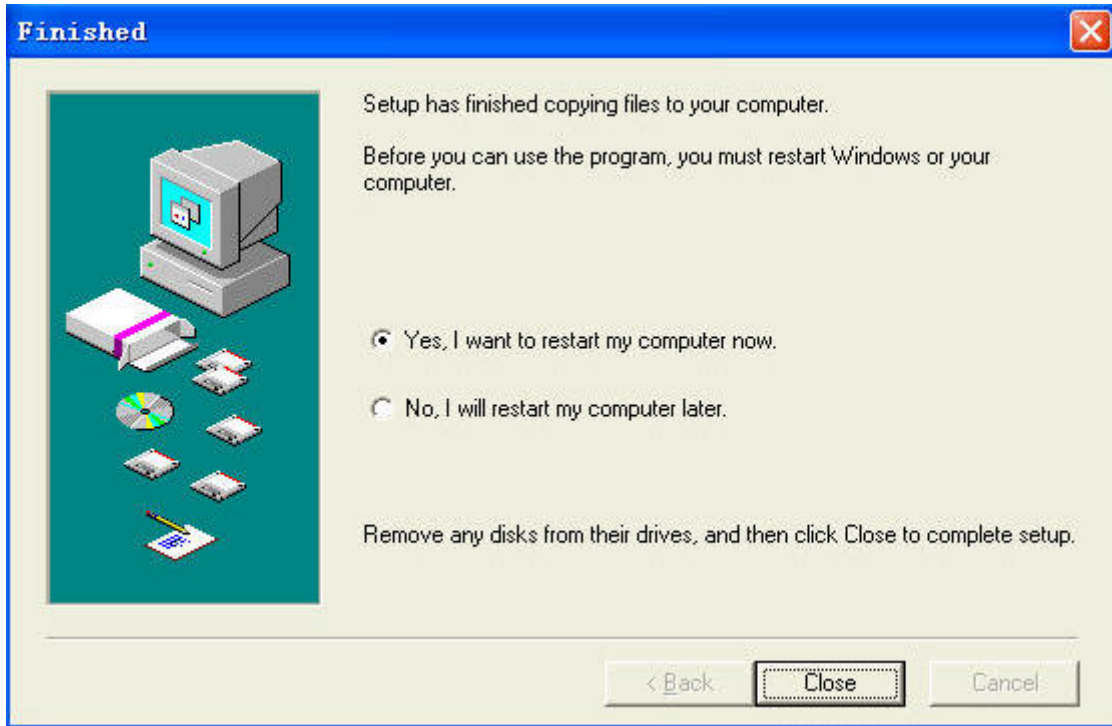 Finished
Setup has finished copying files to your computer.
Before you can use the program, you must restart Windows or your
computer.
Yes, I want to restart my computer now.
No, I will restart my computer later.
Remove any disks from their drives, and then click Close to complete setup.
< Back
Close
Cancel